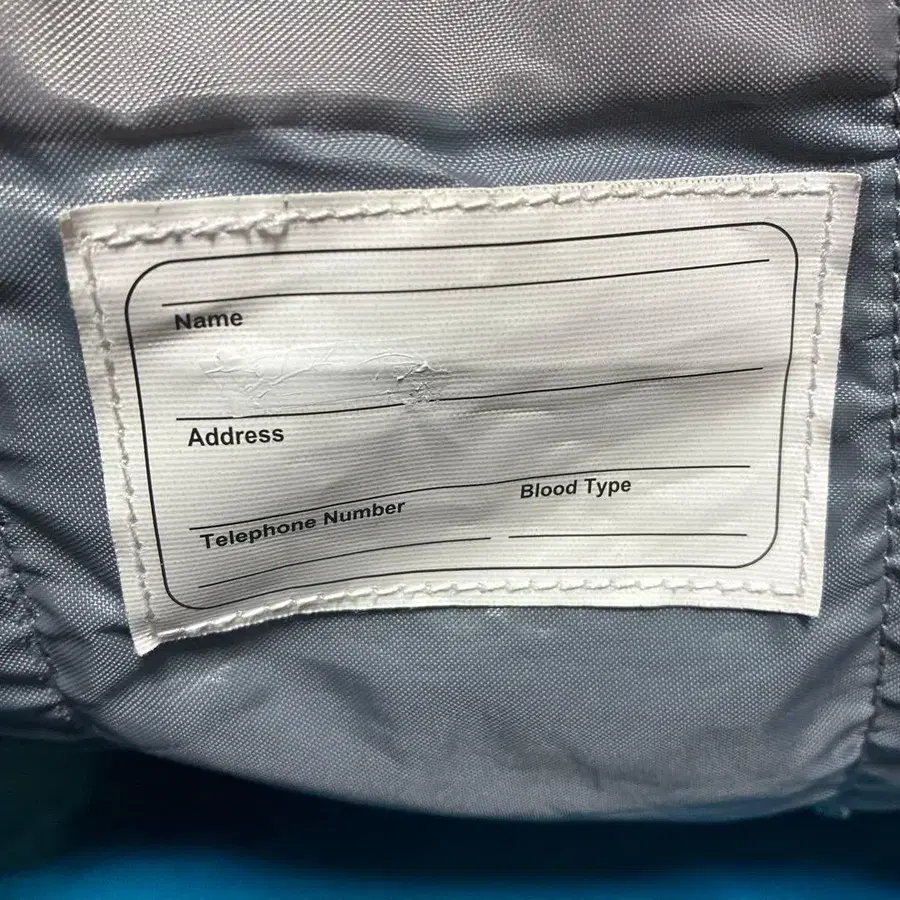 Name
Address
Blood Type
Telephone Number